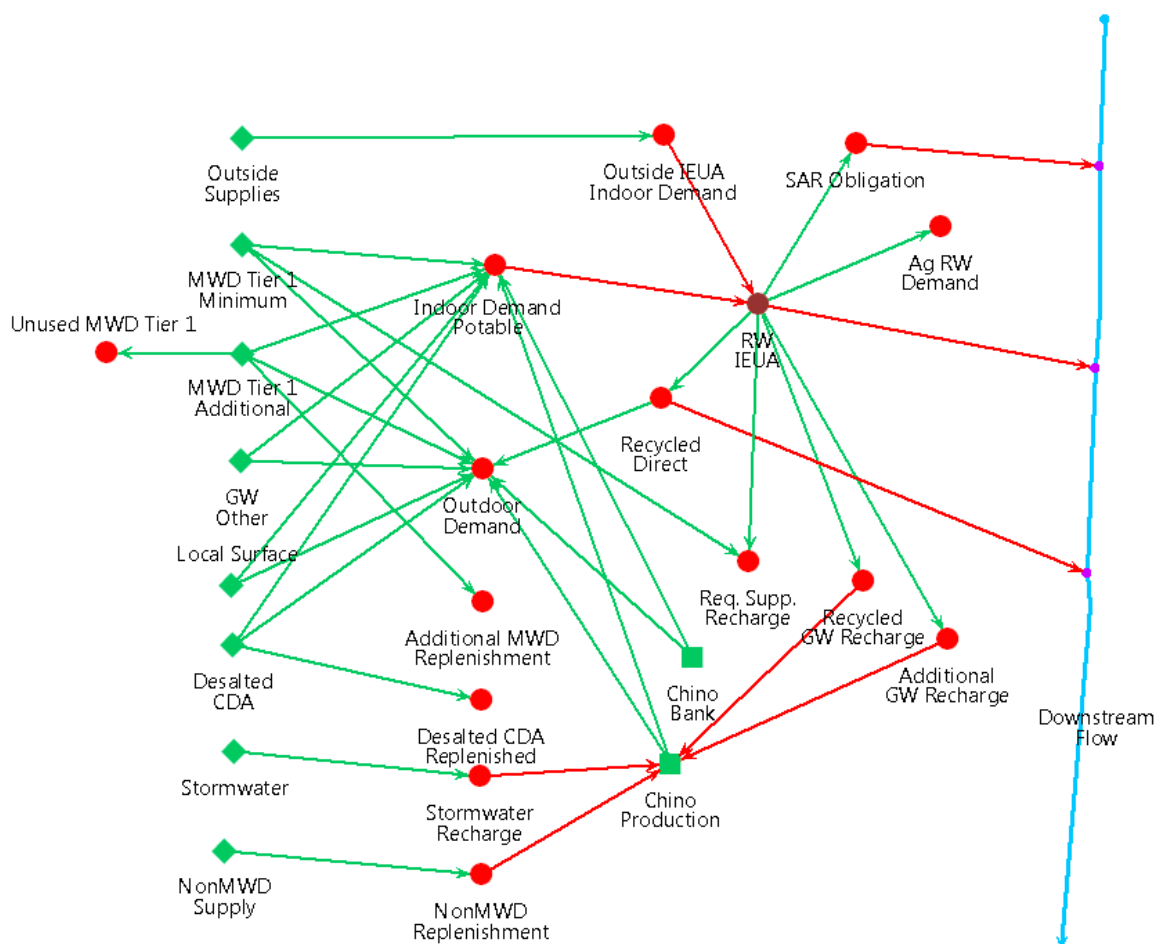 Outside
Supplies
Outside IEUA
Indoor Demand
SAR Obligation
Ag RW
Demand
MWD Tier 1
Minimum
Indoor Demand
Potable
Unused MWD Tier 1
RW
IEUA
MWD Tier 1
Additional
Recycled
Direct
GW
Other
Outdoor
Demand
Local Surface
Req. Supp.
Recharge
Recycled
GW Recharge
Additional MWD
Replenishment
Additional
GW Recharge
Desalted
CDA
Chino
Bank
Downstream
Flow
Desalted CDA
Replenished
Stormwater
Stormwater
Recharge
Chino
Production
NonMWD
Supply
NonMWD
Replenishment